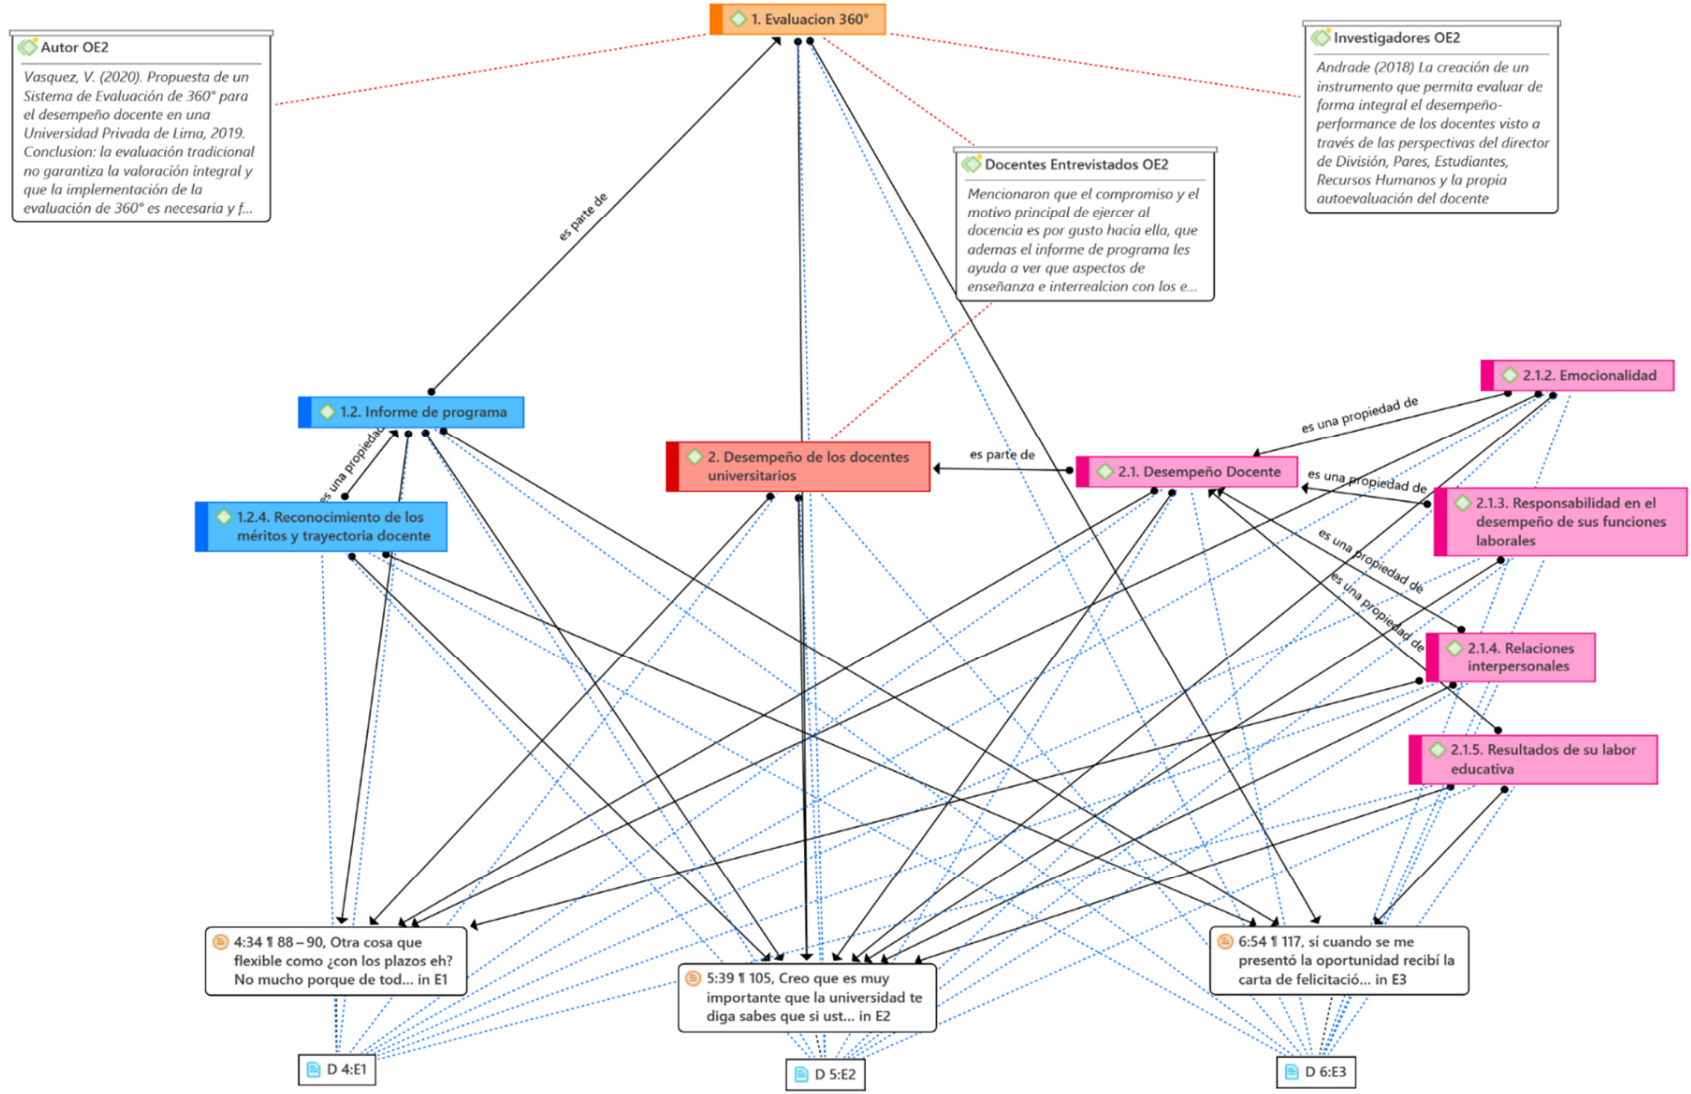 1. Evaluacion 360°
Autor OE2
Vasquez, V. (2020). Propuesta de un
Sistema de Evaluación de 360° para
el desempeño docente en una
Universidad Privada de Lima, 2019.
Conclusion: la evaluación tradicional
no garantiza la valoración integral y
que la implementación de la
evaluación de 360° es necesaria y f...
Investigadores OE2
Andrade (2018) La creación de un
instrumento que permita evaluar de
forma integral el desempeño-
performance de los docentes visto a
través de las perspectivas del director
de División, Pares, Estudiantes,
Recursos Humanos y la propia
autoevaluación del docente
Docentes Entrevistados OE2
Mencionaron que el compromiso y el
motivo principal de ejercer al
docencia es por gusto hacia ella, que
ademas el informe de programa les
ayuda a ver que aspectos de
enseñanza e interrealcion con los e...
es parte de
2.1.2. Emocionalidad
1.2. Informe de programa
es una propiedad de
2. Desempeño de los docentes
universitarios
es parte de
2.1. Desempeño Docente
es una propiedad de
es una propiedad
1.2.4. Reconocimiento de los
méritos y trayectoria docente
2.1.3. Responsabilidad en el
desempeño de sus funciones
laborales
es una propiedad de
es una propiedad de
2.1.4. Relaciones
interpersonales
2.1.5. Resultados de su labor
educativa
4:34 ¶ 88 – 90, Otra cosa que
flexible como ¿con los plazos eh?
No mucho porque de tod... in E1
5:39 ¶ 105, Creo que es muy
importante que la universidad te
diga sabes que si ust... in E2
6:54 ¶ 117, sí cuando se me
presentó la oportunidad recibí la
carta de felicitació... in E3
D 4:E1
D 5:E2
D 6:E3